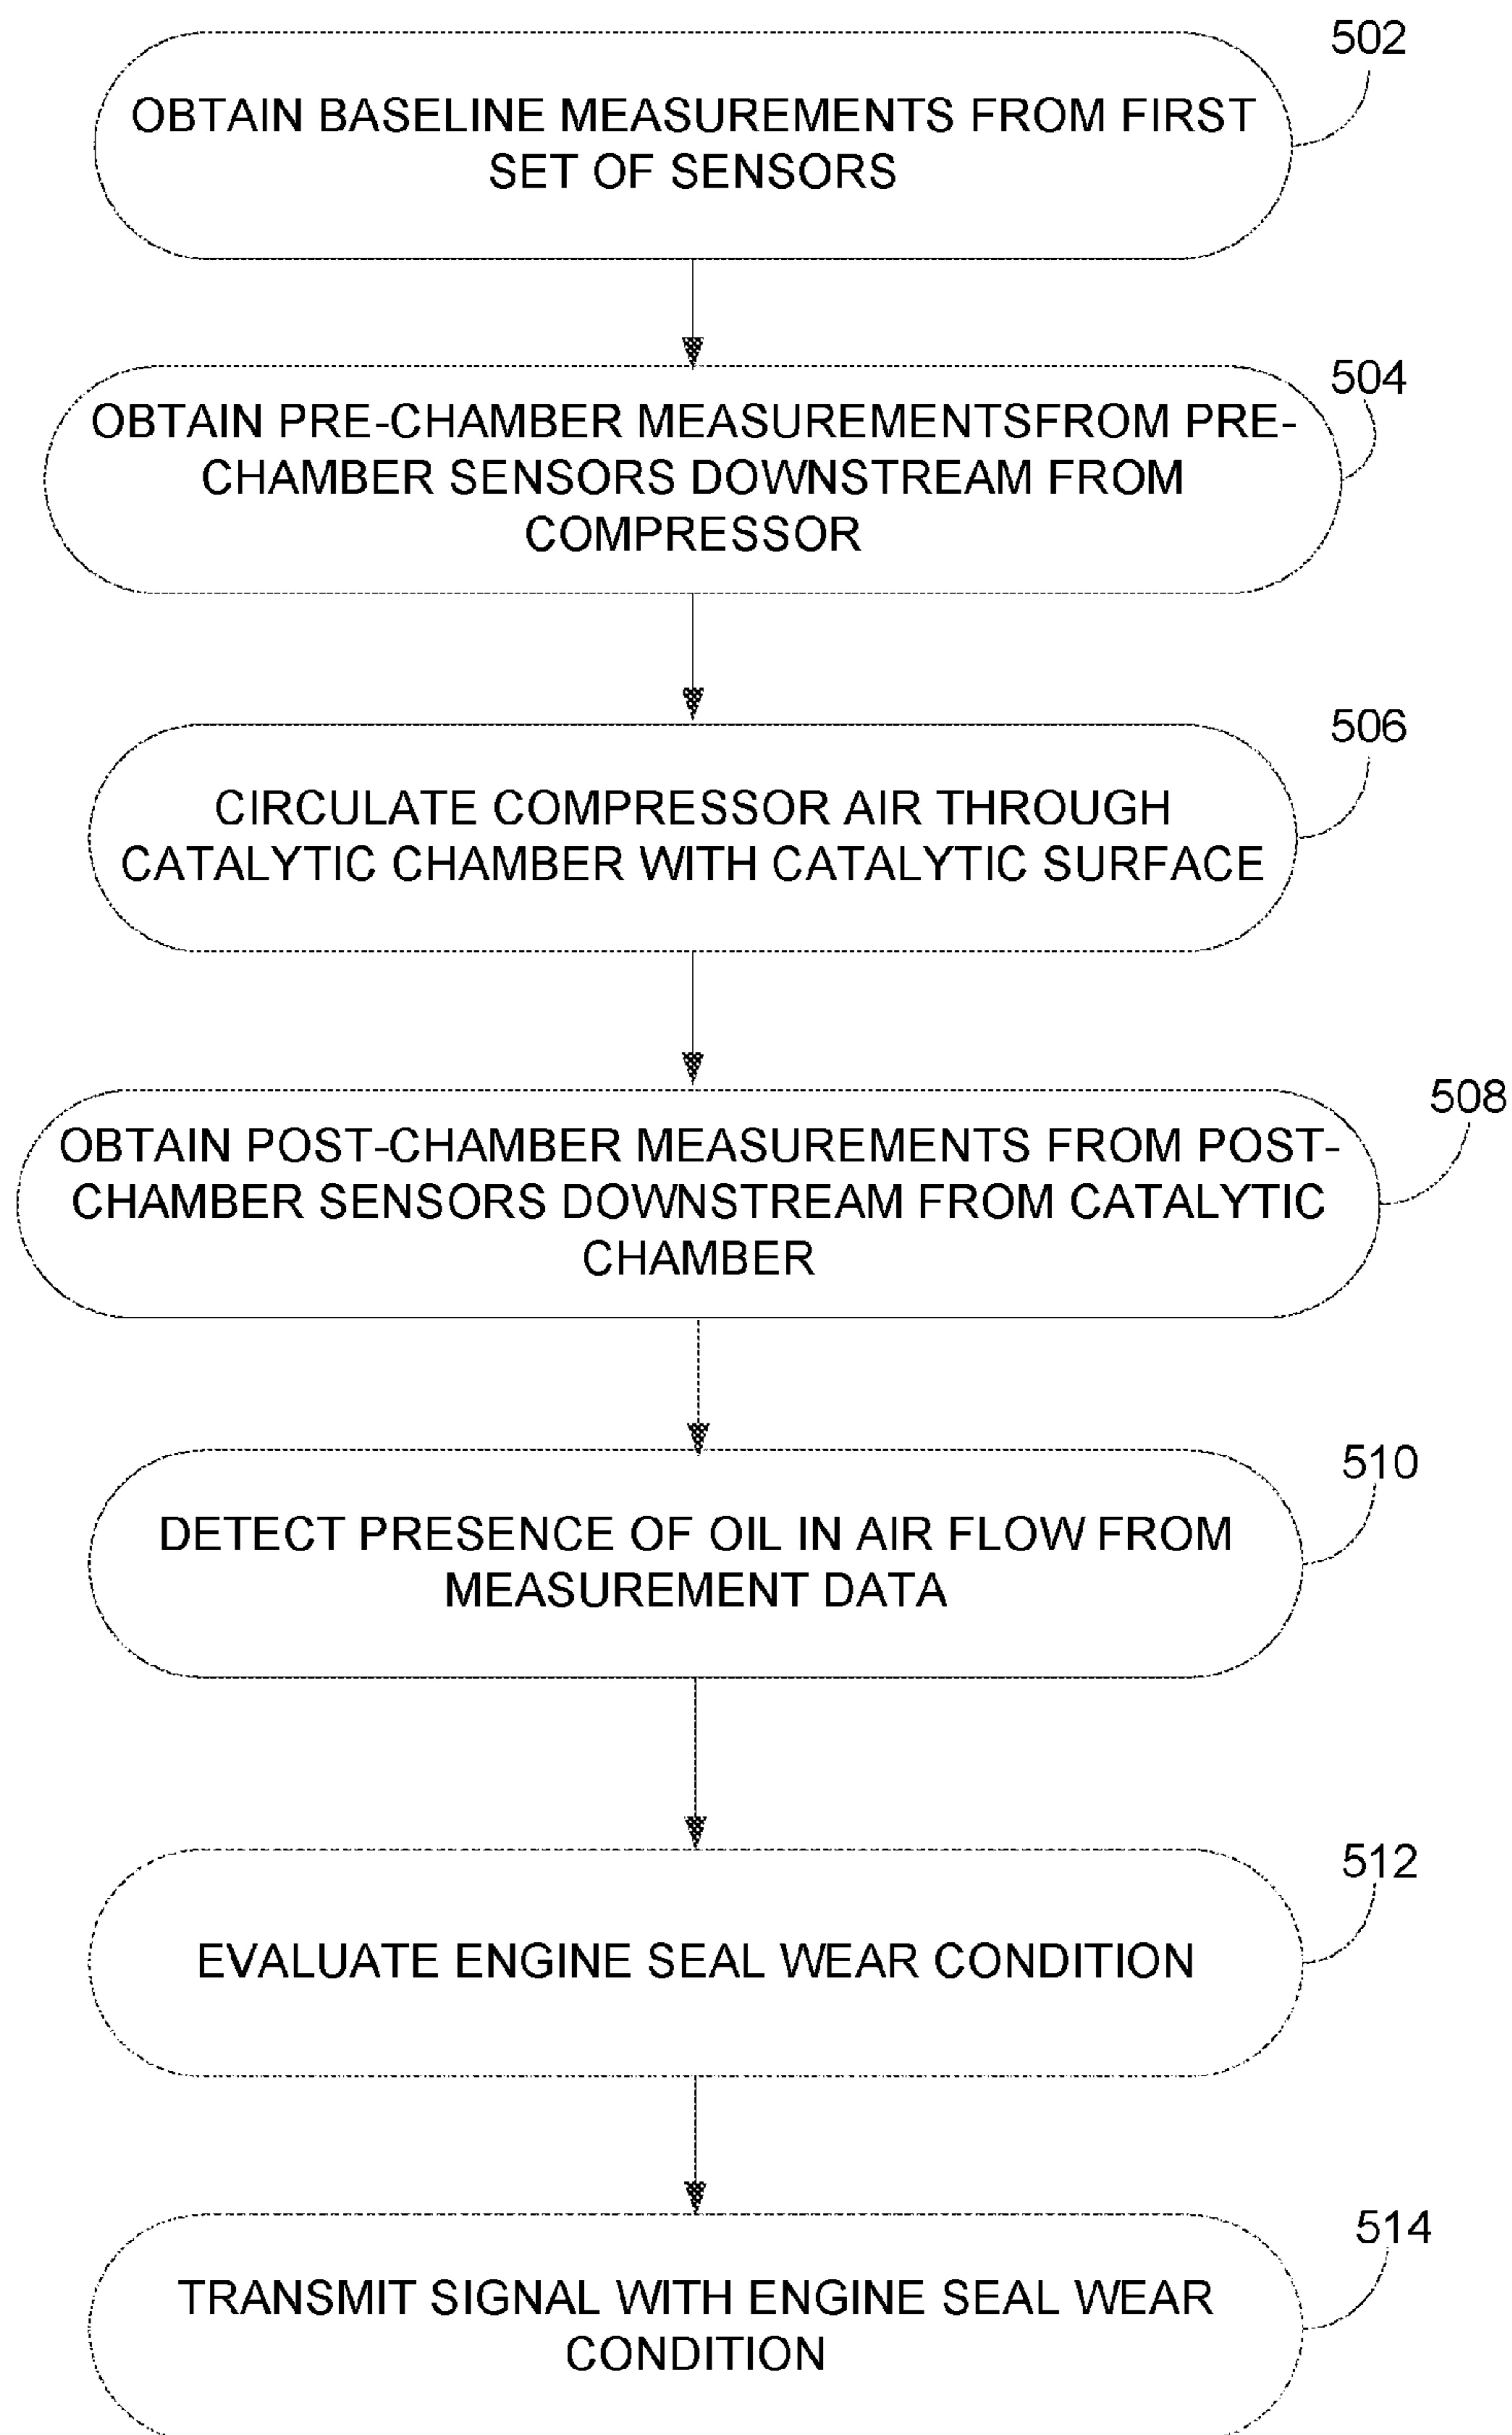 502
OBTAIN BASELINE MEASUREMENTS FROM FIRST
SET OF SENSORS
504
OBTAIN PRE-CHAMBER MEASUREMENTSFROM PRE-
CHAMBER SENSORS DOWNSTREAM FROM
COMPRESSOR
506
CIRCULATE COMPRESSOR AIR THROUGH
CATALYTIC CHAMBER WITH CATALYTIC SURFACE
508
OBTAIN POST-CHAMBER MEASUREMENTS FROM POST-
CHAMBER SENSORS DOWNSTREAM FROM CATALYTIC
CHAMBER
510
DETECT PRESENCE OF OIL IN AIR FLOW FROM
MEASUREMENT DATA
512
EVALUATE ENGINE SEAL WEAR CONDITION
514
TRANSMIT SIGNAL WITH ENGINE SEAL WEAR
CONDITION